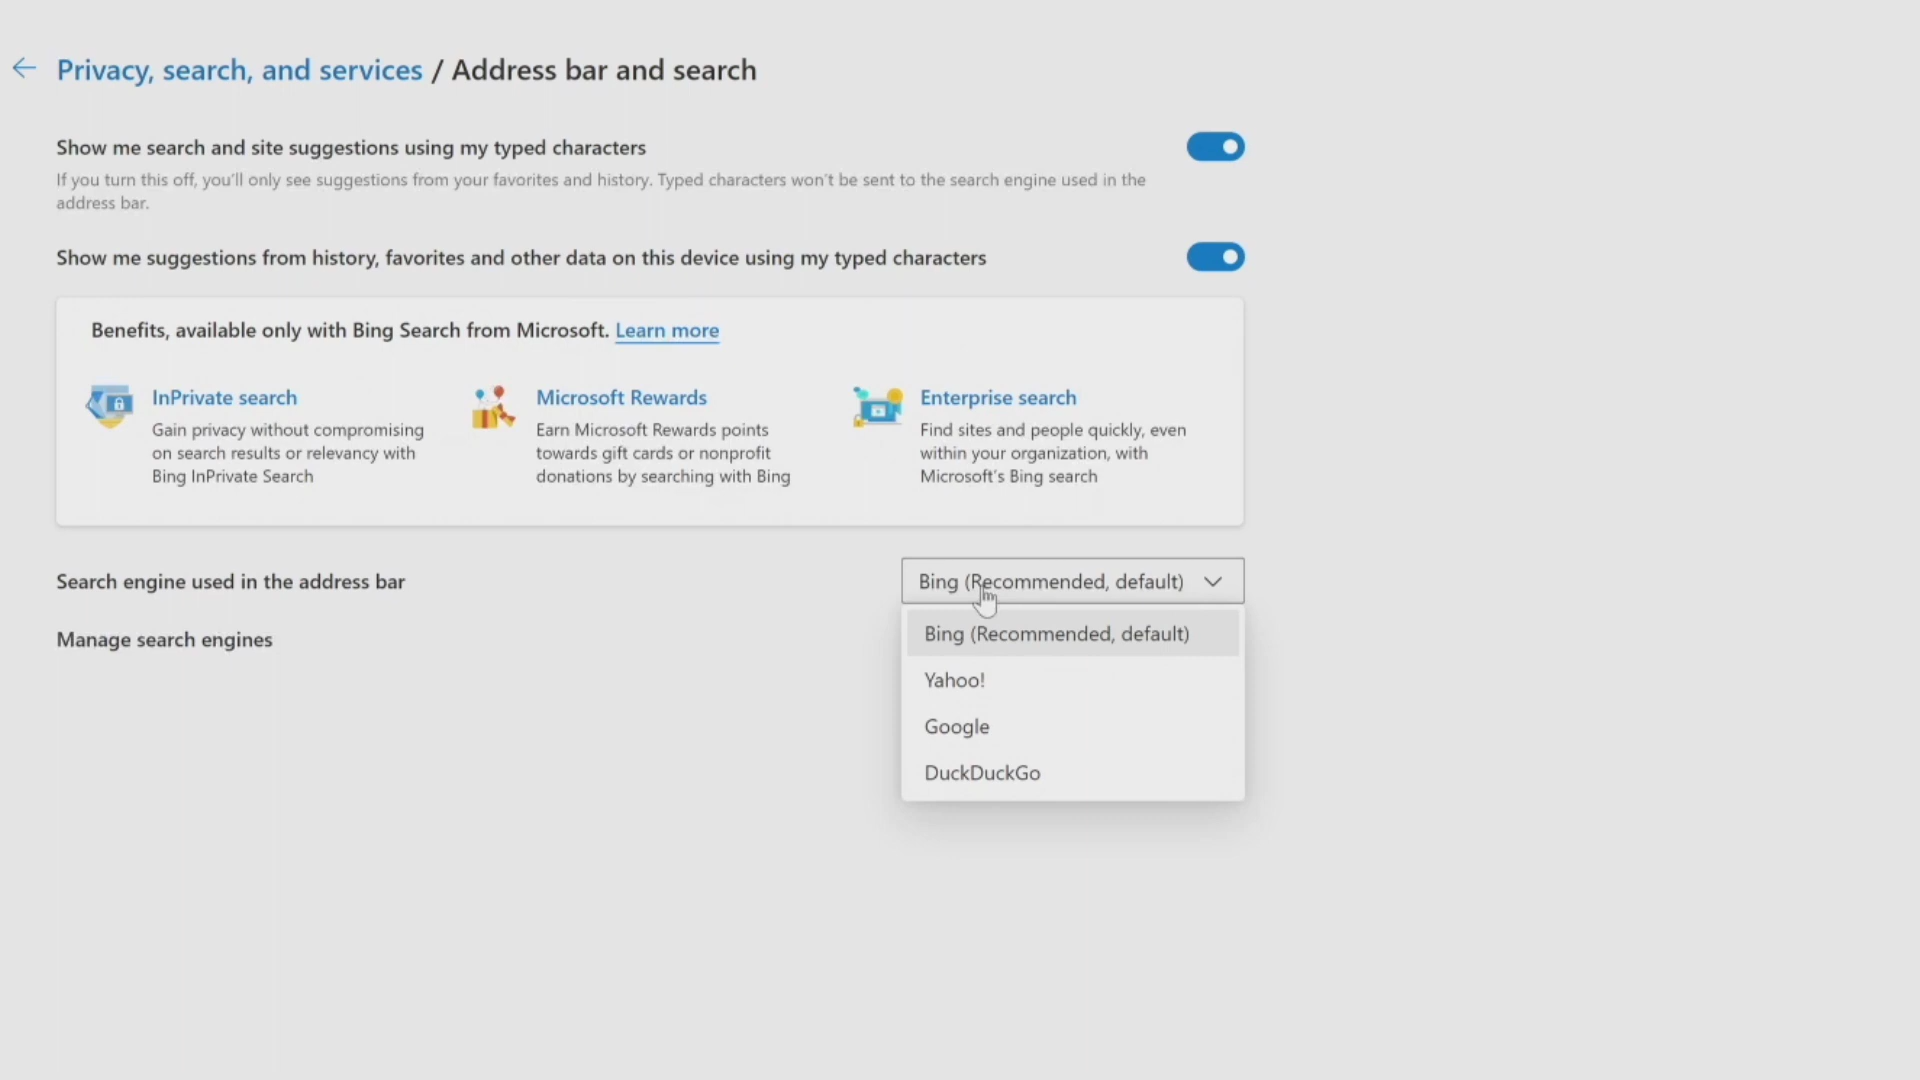 Privacy, search, and services / Address bar and search
Show me search and site suggestions using my typed characters
If you turn this off, you'll only see suggestions from your favorites and history. Typed characters won't be sent to the search engine used in the
address bar.
Show me suggestions from history, favorites and other data on this device using my typed characters
Benefits, available only with Bing Search from Microsoft. Learn more
InPrivate search
Gain privacy without compromising
on search results or relevancy with
Bing InPrivate Search
Microsoft Rewards
Earn Microsoft Rewards points
towards gift cards or nonprofit
donations by searching with Bing
Enterprise search
Find sites and people quickly, even
within your organization, with
Microsoft's Bing search
Search engine used in the address bar
Bing (Recommended, default)
Manage search engines
Bing (Recommended, default)
Yahoo!
Google
DuckDuckGo